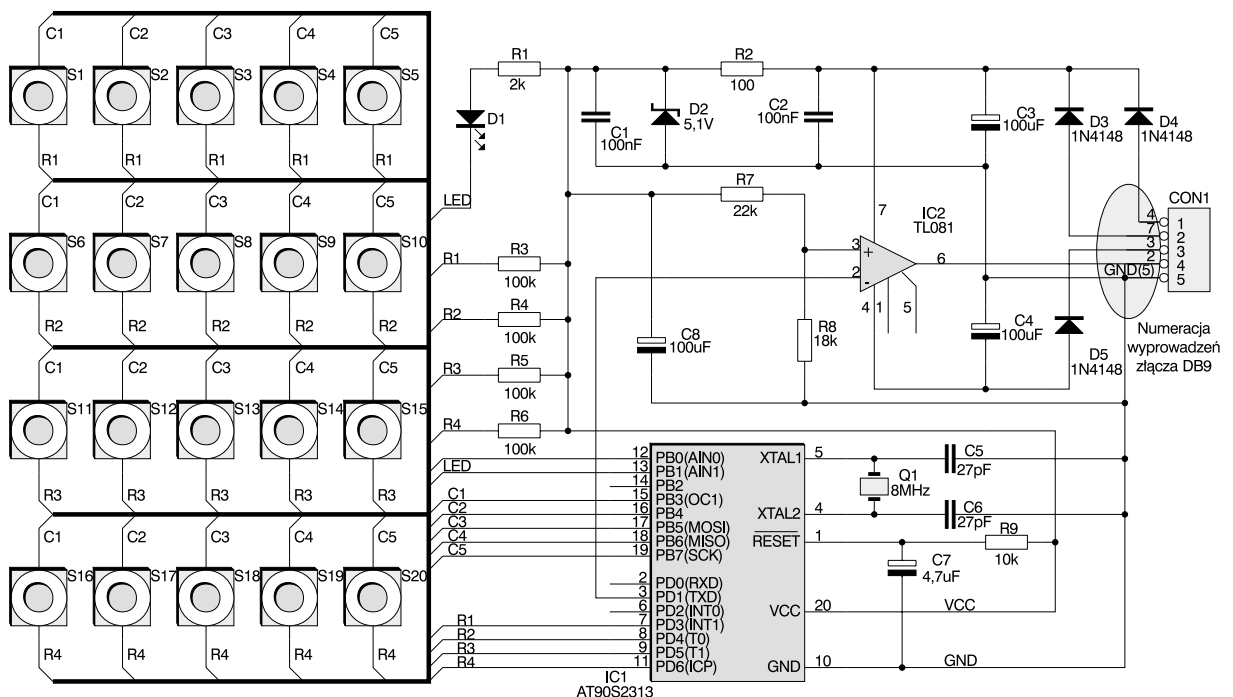 C1 C2 C3 C4 C5
S1 S2 S3 S4 S5
R1 R1 R1 R1 R1
C1 C2 C3 C4 C5
S6 S7 S8 S9 S10
R2 R2 R2 R2 R2
C1 C2 C3 C4 C5
S11 S12 S13 S14 S15
R3 R3 R3 R3 R3
C1 C2 C3 C4 C5
S16 S17 S18 S19 S20
R4 R4 R4 R4 R4
D1
LED
R1
2k
R2
100
C1
100nF
D2
5,1V
C2
100nF
C3
100uF
D3
1N4148
D4
1N4148
R7
22k
7
IC2
TL081
3
+
2
-
6
4 1 5
CON1
4 1
7 2
3 3
2 4
GND(5) 5
R1 R3
100k
R2 R4
100k
R3 R5
100k
R4 R6
100k
C8
100uF
R8
18k
C4
100uF
D5
1N4148
Numeracja
wyprowadzeń
złącza DB9
12 PB0(AIN0)
LED 13 PB1(AIN1)
14 PB2
C1 15 PB3(OC1)
C2 16 PB4
C3 17 PB5(MOSI)
C4 18 PB6(MISO)
C5 19 PB7(SCK)
2 PD0(RXD)
3 PD1(TXD)
6 PD2(INT0)
R1 7 PD3(INT1)
R2 8 PD4(T0)
R3 9 PD5(T1)
R4 11 PD6(ICP)
XTAL1 5
XTAL2 4
RESET 1
VCC 20 VCC
GND 10 GND
IC1
AT90S2313
Q1
8MHz
C5
27pF
C6
27pF
R9
10k
C7
4,7uF